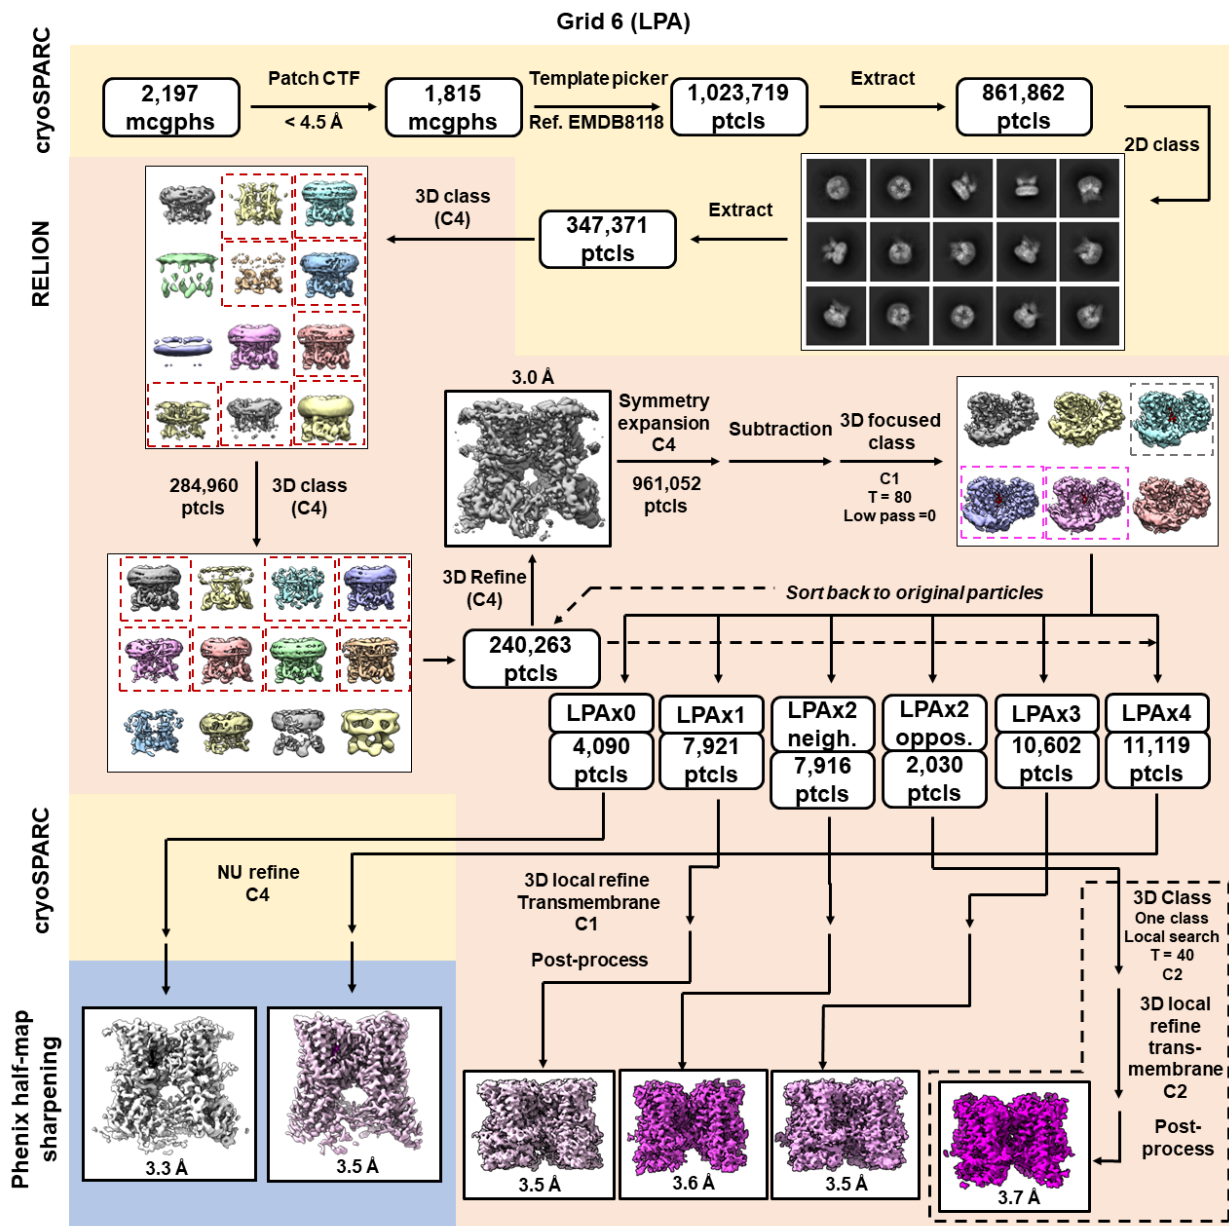 Grid 6 (LPA)
cryoSPARC
2,197
mcgphs
Patch CTF
< 4.5 Å
1,815
mcgphs
Template picker
Ref. EMDB8118
1,023,719
ptcls
Extract
861,862
ptcls
2D class
RELION
3D class
(C4)
347,371
ptcls
Extract
284,960
ptcls
3D class
(C4)
3.0 Å
Symmetry
expansion
C4
961,052
ptcls
Subtraction
3D focused
class
C1
T = 80
Low pass =0
3D Refine
(C4)
Sort back to original particles
240,263
ptcls
LPAx0
4,090
ptcls
LPAx1
7,921
ptcls
LPAx2
neigh.
7,916
ptcls
LPAx2
oppos.
2,030
ptcls
LPAx3
10,602
ptcls
LPAx4
11,119
ptcls
cryoSPARC
NU refine
C4
3D local refine
Transmembrane
C1
Post-process
3D Class
One class
Local search
T = 40
C2
3D local
refine
trans-
membrane
C2
Post-
process
Phenix half-map
sharpening
3.3 Å
3.5 Å
3.5 Å
3.6 Å
3.5 Å
3.7 Å